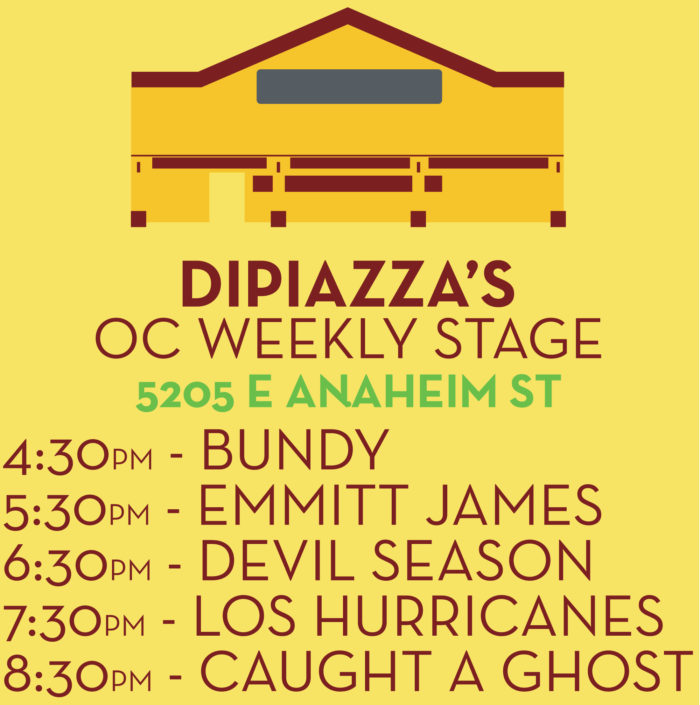 DIPIAZZA'S
OC WEEKLY STAGE
5205 E ANAHEIM ST
4:30PM - BUNDY
5:30PM - EMMITT JAMES
6:30PM - DEVIL SEASON
7:30PM - LOS HURRICANES
8:30PM - CAUGHT A GHOST